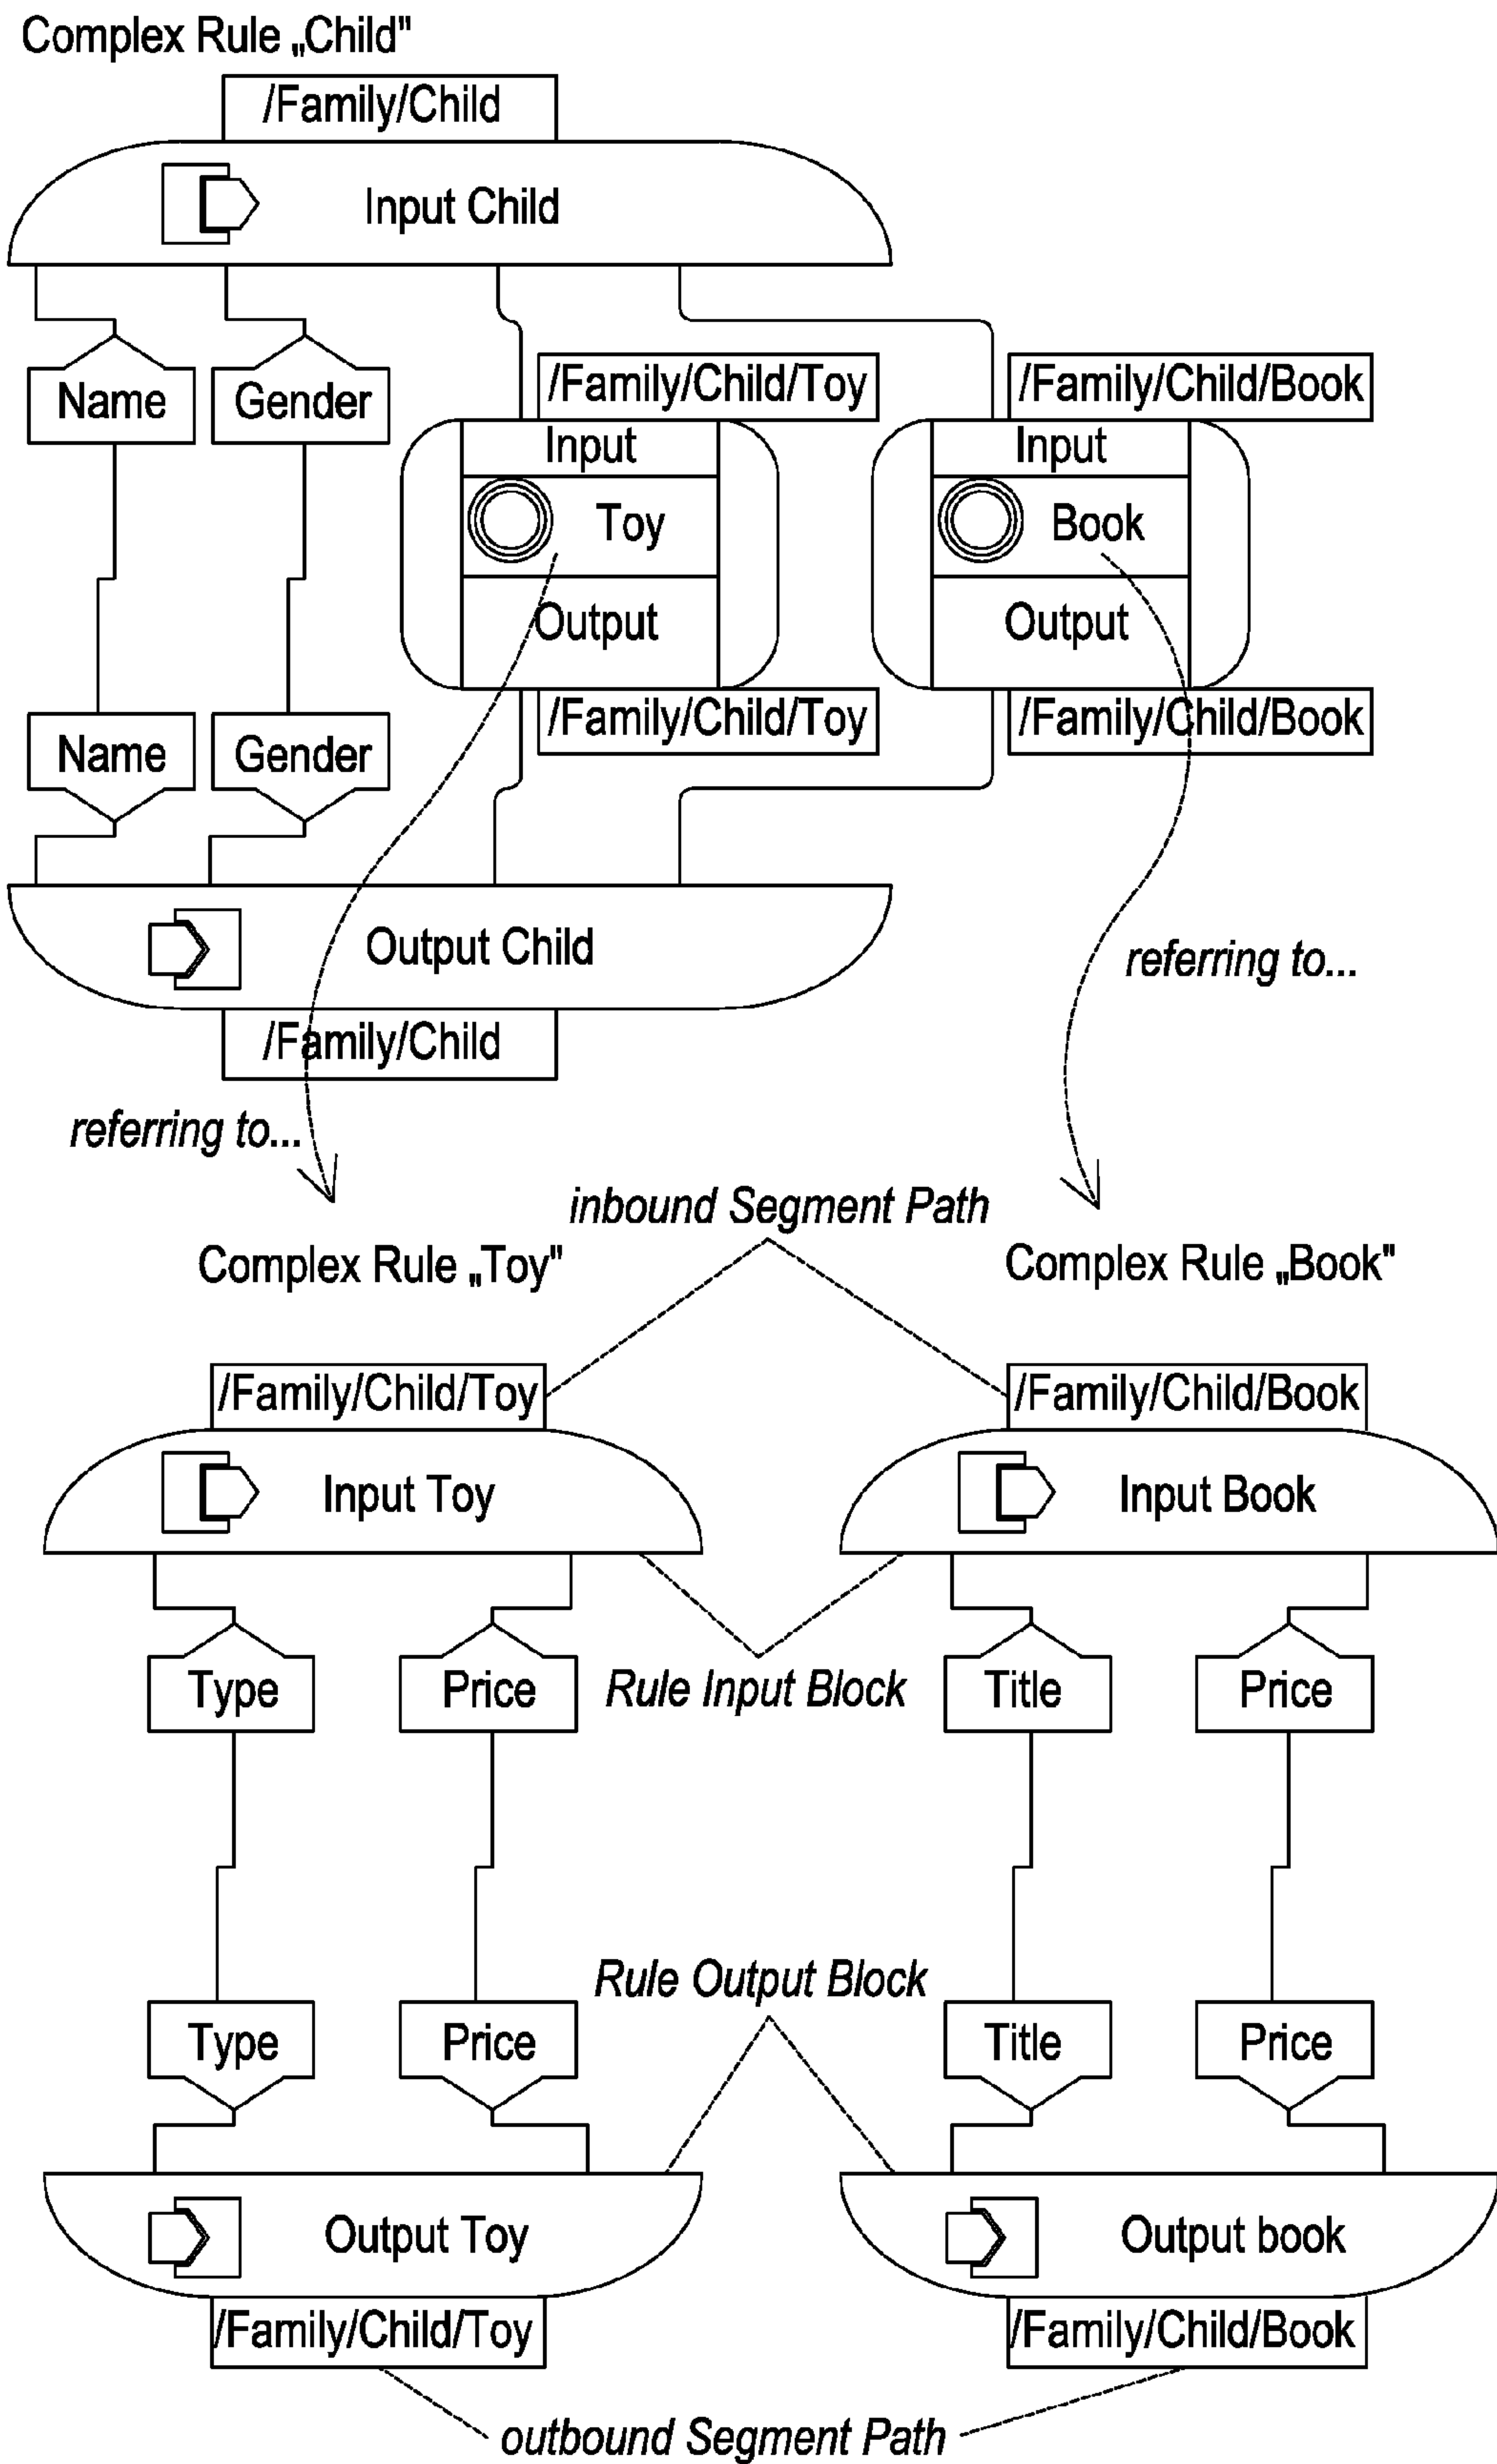 Complex Rule „Child"
/Family/Child
Input Child
Name
Gender
/Family/Child/Toy
/Family/Child/Book
Input
Input
Toy
Book
Output
Output
/Family/Child/Toy
/Family/Child/Book
Name
Gender
Output Child
referring to...
/Family/Child
referring to...
inbound Segment Path
Complex Rule „Toy"
Complex Rule „Book"
/Family/Child/Toy
/Family/Child/Book
Input Toy
Input Book
Type
Price
Rule Input Block
Title
Price
Rule Output Block
Type
Price
Title
Price
Output Toy
Output book
/Family/Child/Toy
/Family/Child/Book
outbound Segment Path